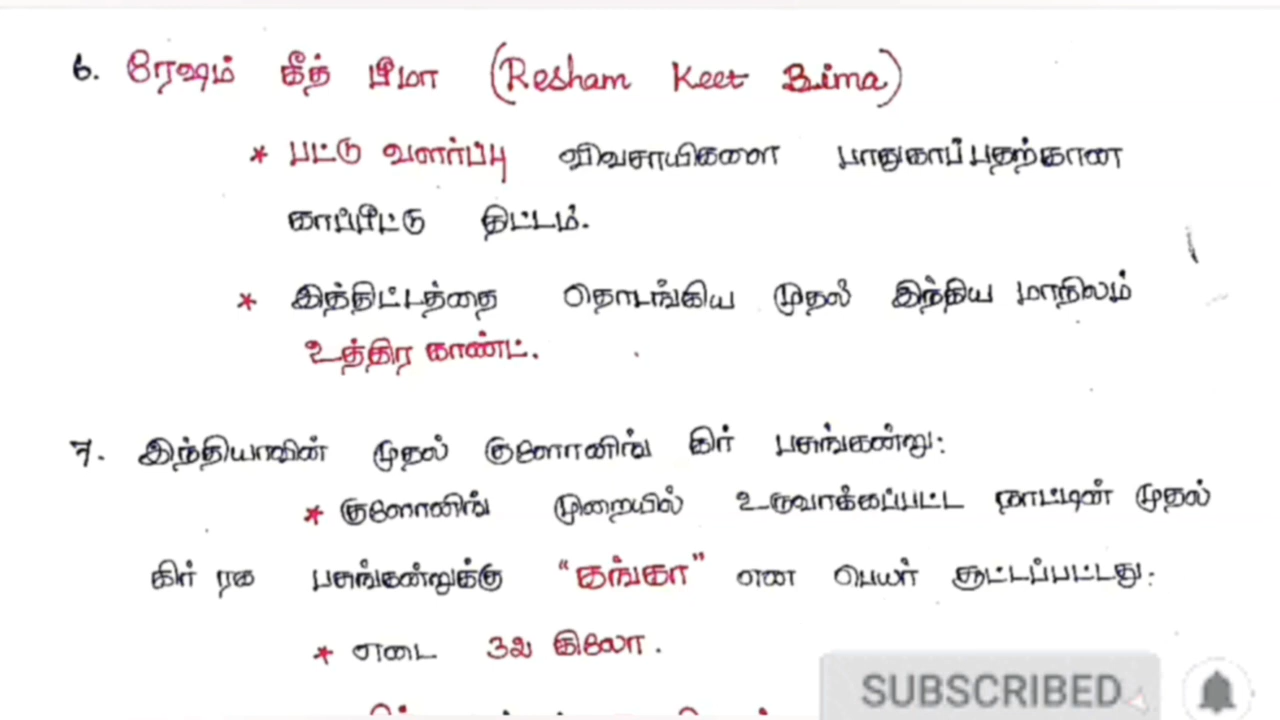 6. ரேஷம் கீத் பீமா (Resham Keet Bima)
* பட்டு வளர்ப்பு விவசாயிகளை பாதுகாப்பதற்கான
காப்பீட்டு திட்டம்.
* இத்திட்டத்தை தொடங்கிய முதல் இந்திய மாநிலம்
உத்திரகாண்ட்.
7. இந்தியாவின் முதல் குளோனிங் கிர் பசுங்கன்று:
* குளோனிங் முறையில் உருவாக்கப்பட்ட நாட்டின் முதல்
கிர் ரக பசுங்கன்றுக்கு "கங்கா" என பெயர் சூட்டப்பட்டது.
* எடை 32 கிலோ.
SUBSCRIBED